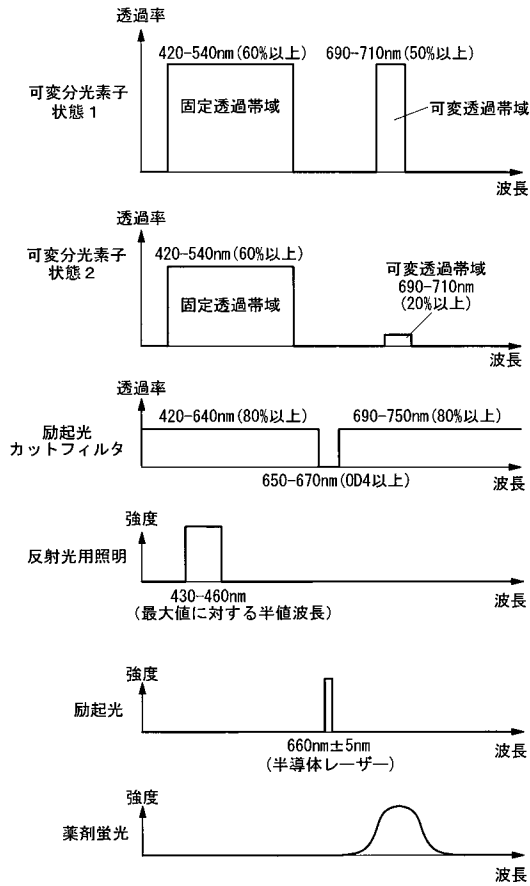 透過率
420-540nm(60%以上)
690-710nm(50%以上)
可変分光素子
状態1
固定透過帯域
可変透過帯域
波長
透過率
可変分光素子
状態2
420-540nm(60%以上)
固定透過帯域
可変透過帯域
690-710nm
(20%以上)
波長
透過率
420-640nm(80%以上)
690-750nm(80%以上)
励起光
カットフィルタ
650-670nm(OD4以上)
波長
強度
反射光用照明
430-460nm
(最大値に対する半値波長)
波長
強度
励起光
660nm±5nm
(半導体レーザー)
波長
強度
薬剤蛍光
波長